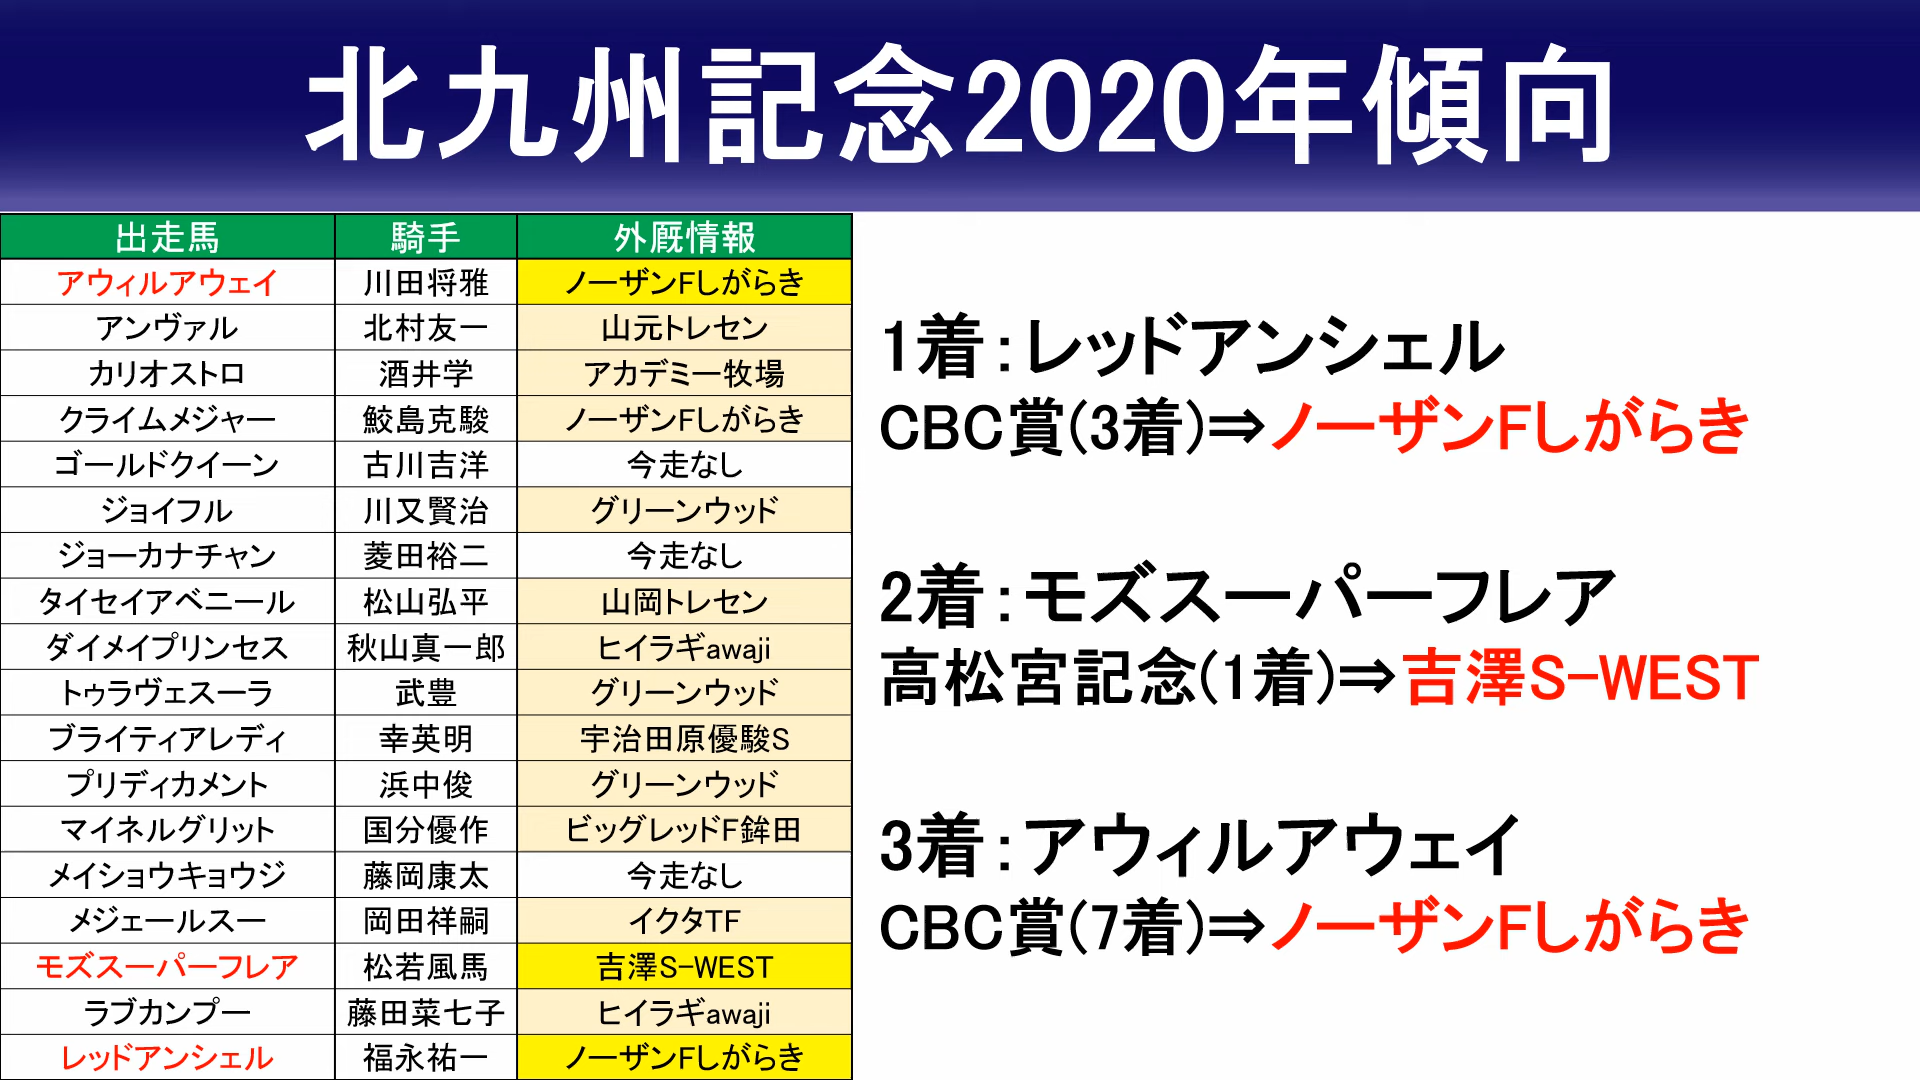 北九州記念2020年傾向
出走馬 騎手 外厩情報
アウィルアウェイ 川田将雅 ノーザンFしがらき
アンヴァル 北村友一 山元トレセン
カリオストロ 酒井学 アカデミー牧場
クライムメジャー 鮫島克駿 ノーザンFしがらき
ゴールドクイーン 古川吉洋 今走なし
ジョイフル 川又賢治 グリーンウッド
ジョーカナチャン 菱田裕二 今走なし
タイセイアベニール 松山弘平 山岡トレセン
ダイメイプリンセス 秋山真一郎 ヒイラギawaji
トゥラヴェスーラ 武豊 グリーンウッド
ブライティアレディ 幸英明 宇治田原優駿S
プリディカメント 浜中俊 グリーンウッド
マイネルグリット 国分優作 ビッグレッドF鉾田
メイショウキョウジ 藤岡康太 今走なし
メジェールスー 岡田祥嗣 イクタTF
モズスーパーフレア 松若風馬 吉澤S-WEST
ラブカンプー 藤田菜七子 ヒイラギawaji
レッドアンシェル 福永祐一 ノーザンFしがらき
1着：レッドアンシェル
CBC賞(3着)⇒ノーザンFしがらき
2着：モズスーパーフレア
高松宮記念(1着)⇒吉澤S-WEST
3着：アウィルアウェイ
CBC賞(7着)⇒ノーザンFしがらき